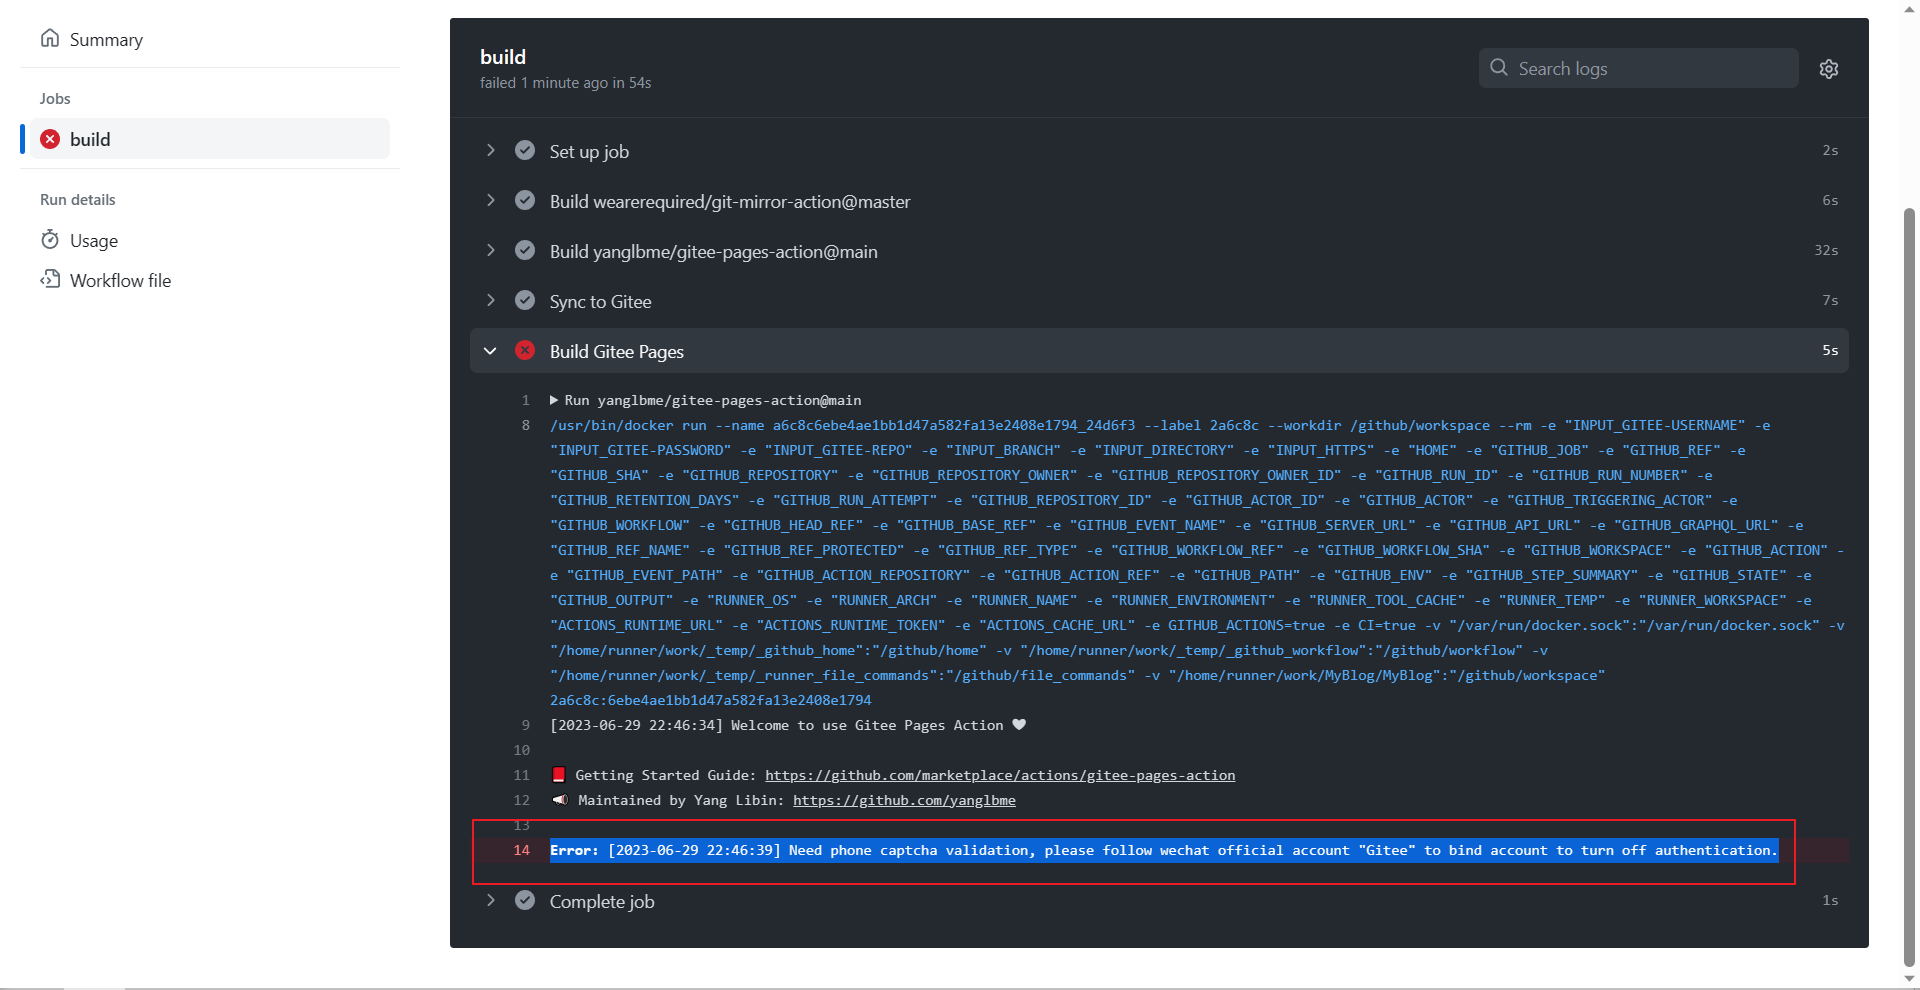 Summary
Jobs
build
Run details
Usage
Workflow file
build
failed 1 minute ago in 54s
Search logs
Set up job 2s
Build wearerequired/git-mirror-action@master 6s
Build yanglbme/gitee-pages-action@main 32s
Sync to Gitee 7s
Build Gitee Pages 5s
1 ▶ Run yanglbme/gitee-pages-action@main
8 /usr/bin/docker run --name a6c8c6ebe4ae1bb1d47a582fa13e2408e1794_24d6f3 --label 2a6c8c --workdir /github/workspace --rm -e "INPUT_GITEE-USERNAME" -e
"INPUT_GITEE-PASSWORD" -e "INPUT_GITEE-REPO" -e "INPUT_BRANCH" -e "INPUT_DIRECTORY" -e "INPUT_HTTPS" -e "HOME" -e "GITHUB_JOB" -e "GITHUB_REF" -e
"GITHUB_SHA" -e "GITHUB_REPOSITORY" -e "GITHUB_REPOSITORY_OWNER" -e "GITHUB_REPOSITORY_OWNER_ID" -e "GITHUB_RUN_ID" -e "GITHUB_RUN_NUMBER" -e
"GITHUB_RETENTION_DAYS" -e "GITHUB_RUN_ATTEMPT" -e "GITHUB_REPOSITORY_ID" -e "GITHUB_ACTOR_ID" -e "GITHUB_ACTOR" -e "GITHUB_TRIGGERING_ACTOR" -e
"GITHUB_WORKFLOW" -e "GITHUB_HEAD_REF" -e "GITHUB_BASE_REF" -e "GITHUB_EVENT_NAME" -e "GITHUB_SERVER_URL" -e "GITHUB_API_URL" -e "GITHUB_GRAPHQL_URL" -e
"GITHUB_REF_NAME" -e "GITHUB_REF_PROTECTED" -e "GITHUB_REF_TYPE" -e "GITHUB_WORKFLOW_REF" -e "GITHUB_WORKFLOW_SHA" -e "GITHUB_WORKSPACE" -e "GITHUB_ACTION" -
e "GITHUB_EVENT_PATH" -e "GITHUB_ACTION_REPOSITORY" -e "GITHUB_ACTION_REF" -e "GITHUB_PATH" -e "GITHUB_ENV" -e "GITHUB_STEP_SUMMARY" -e "GITHUB_STATE" -e
"GITHUB_OUTPUT" -e "RUNNER_OS" -e "RUNNER_ARCH" -e "RUNNER_NAME" -e "RUNNER_ENVIRONMENT" -e "RUNNER_TOOL_CACHE" -e "RUNNER_TEMP" -e "RUNNER_WORKSPACE" -e
"ACTIONS_RUNTIME_URL" -e "ACTIONS_RUNTIME_TOKEN" -e "ACTIONS_CACHE_URL" -e GITHUB_ACTIONS=true -e CI=true -v "/var/run/docker.sock":"/var/run/docker.sock" -v
"/home/runner/work/_temp/_github_home":"/github/home" -v "/home/runner/work/_temp/_github_workflow":"/github/workflow" -v
"/home/runner/work/_temp/_runner_file_commands":"/github/file_commands" -v "/home/runner/work/MyBlog/MyBlog":"/github/workspace"
2a6c8c:6ebe4ae1bb1d47a582fa13e2408e1794
9 [2023-06-29 22:46:34] Welcome to use Gitee Pages Action ❤
10
11 📕 Getting Started Guide: https://github.com/marketplace/actions/gitee-pages-action
12 📣 Maintained by Yang Libin: https://github.com/yanglbme
13
14 Error: [2023-06-29 22:46:39] Need phone captcha validation, please follow wechat official account "Gitee" to bind account to turn off authentication.
Complete job 1s